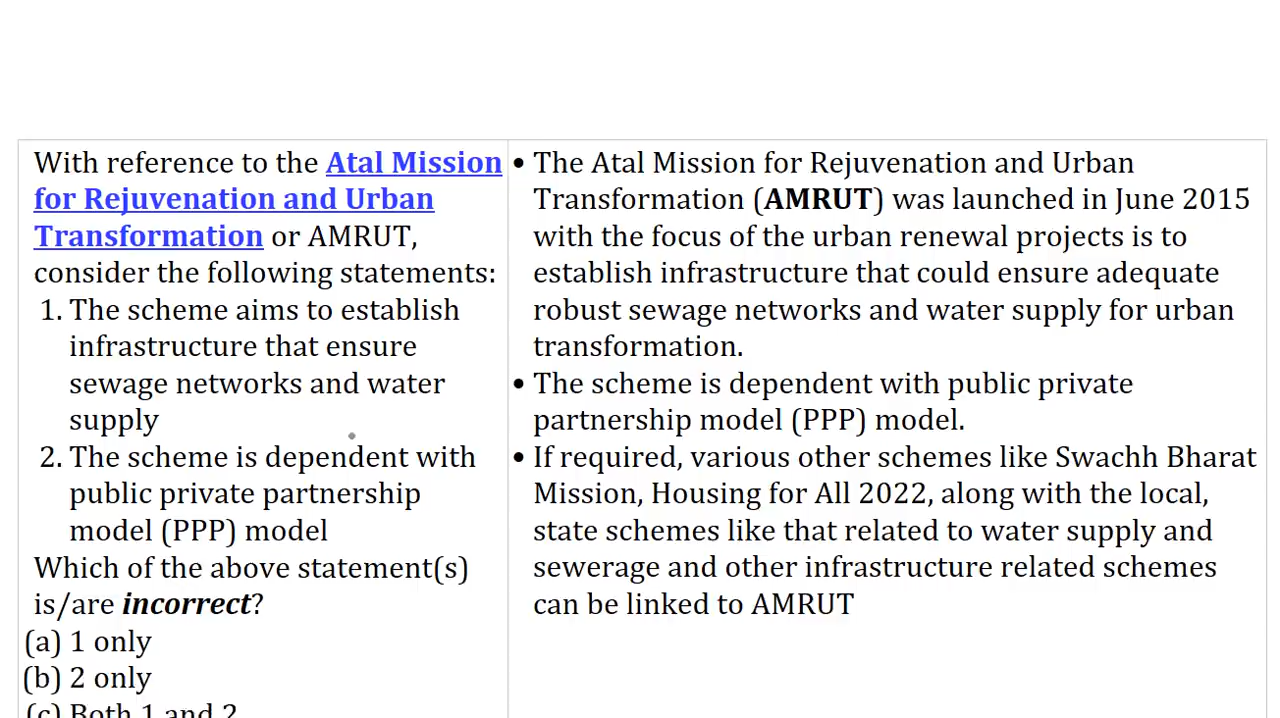 With reference to the Atal Mission
for Rejuvenation and Urban
Transformation or AMRUT,
consider the following statements:
1. The scheme aims to establish
infrastructure that ensure
sewage networks and water
supply
2. The scheme is dependent with
public private partnership
model (PPP) model
Which of the above statement(s)
is/are incorrect?
(a) 1 only
(b) 2 only
(c) Both 1 and 2
• The Atal Mission for Rejuvenation and Urban
Transformation (AMRUT) was launched in June 2015
with the focus of the urban renewal projects is to
establish infrastructure that could ensure adequate
robust sewage networks and water supply for urban
transformation.
• The scheme is dependent with public private
partnership model (PPP) model.
• If required, various other schemes like Swachh Bharat
Mission, Housing for All 2022, along with the local,
state schemes like that related to water supply and
sewerage and other infrastructure related schemes
can be linked to AMRUT